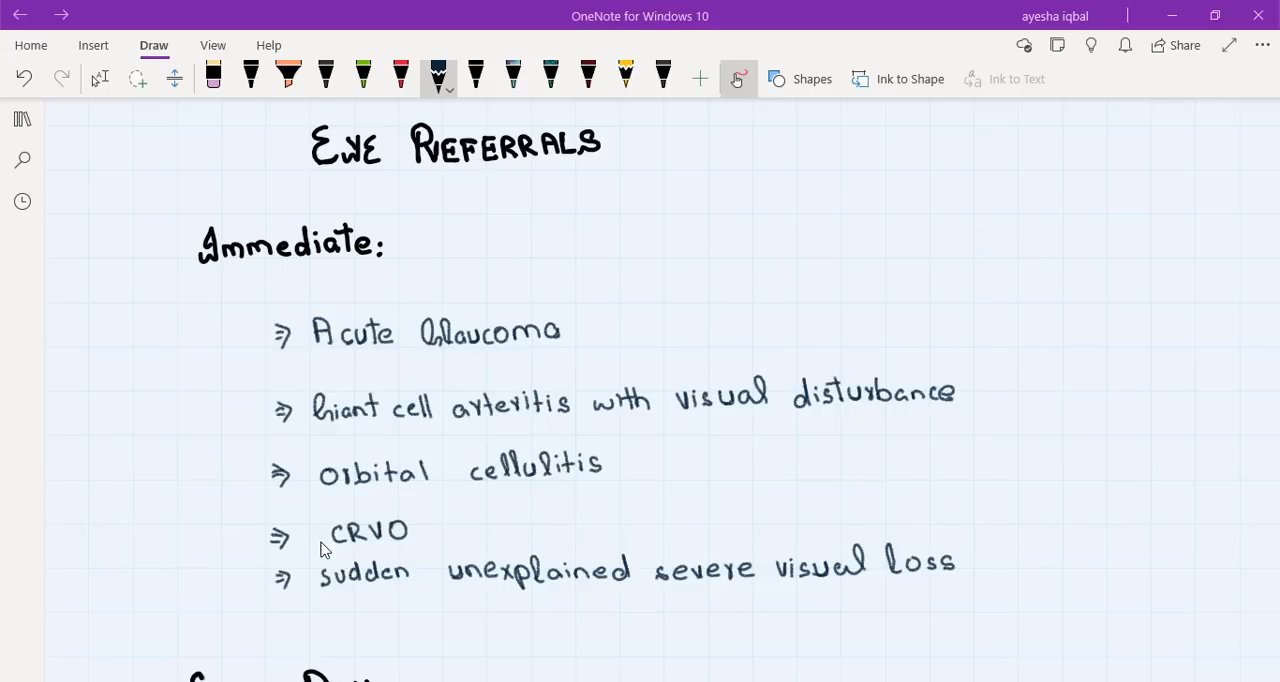 OneNote for Windows 10
ayesha iqbal
Home Insert Draw View Help
Share
Shapes Ink to Shape Ink to Text
EYE REFERRALS
Immediate:
⇒ Acute Glaucoma
⇒ Giant cell arteritis with visual disturbance
⇒ Orbital cellulitis
⇒ CRVO
⇒ sudden unexplained severe visual loss